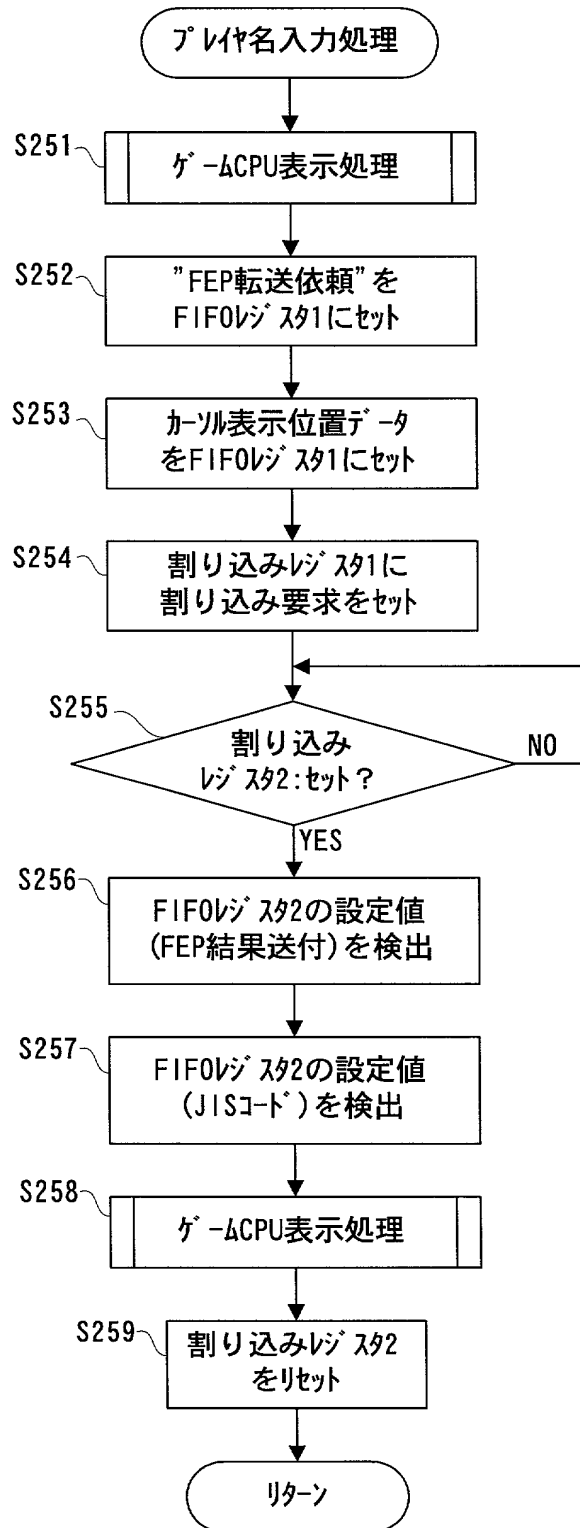 ﾌﾟﾚｲﾔ名入力処理
S251
ｹﾞｰﾑCPU表示処理
S252
”FEP転送依頼”を
FIFOﾚｼﾞｽﾀ1にｾｯﾄ
S253
ｶｰｿﾙ表示位置ﾃﾞｰﾀ
をFIFOﾚｼﾞｽﾀ1にｾｯﾄ
S254
割り込みﾚｼﾞｽﾀ1に
割り込み要求をｾｯﾄ
S255
割り込み
ﾚｼﾞｽﾀ2:ｾｯﾄ？
NO
YES
S256
FIFOﾚｼﾞｽﾀ2の設定値
(FEP結果送付)を検出
S257
FIFOﾚｼﾞｽﾀ2の設定値
(JISｺｰﾄﾞ)を検出
S258
ｹﾞｰﾑCPU表示処理
S259
割り込みﾚｼﾞｽﾀ2
をﾘｾｯﾄ
ﾘﾀｰﾝ